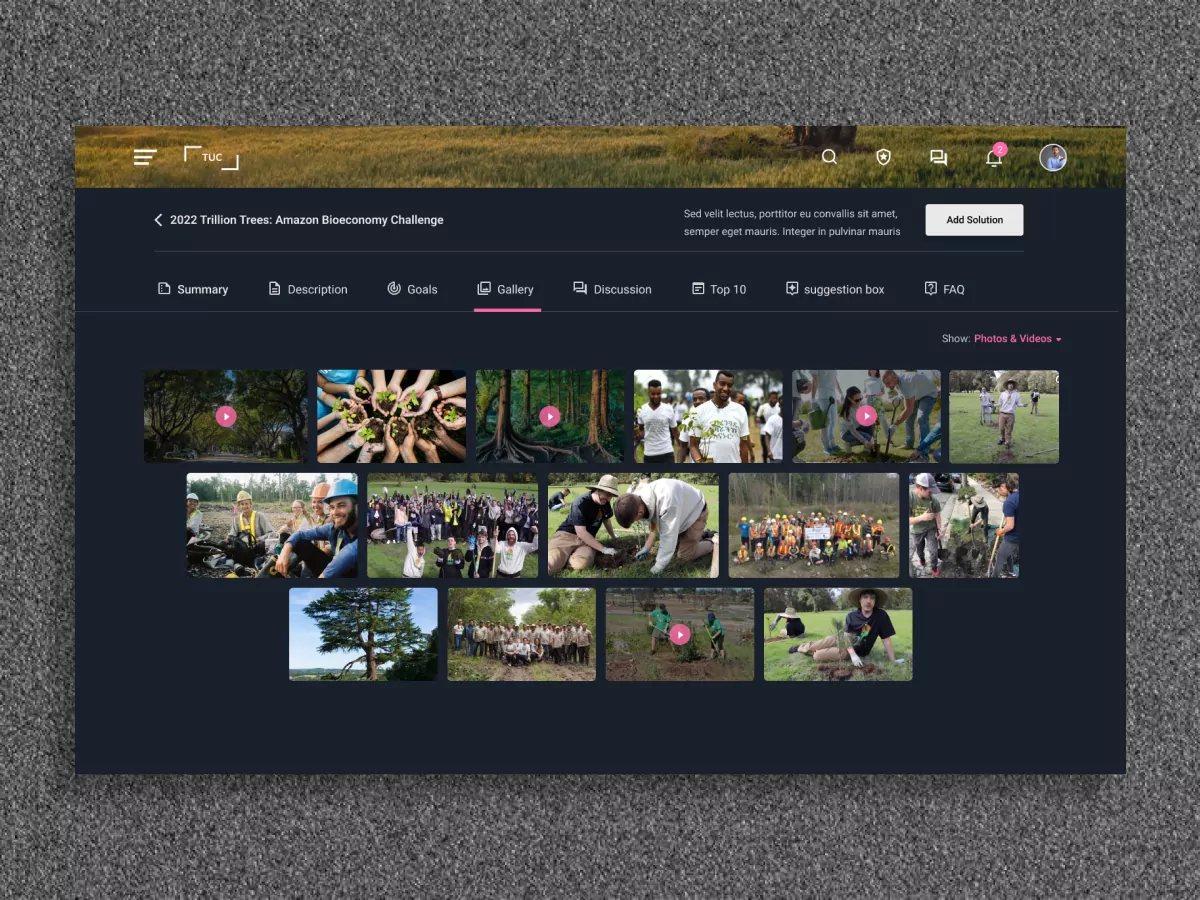 TUC
2
2022 Trillion Trees: Amazon Bioeconomy Challenge
Sed velit lectus, porttitor eu convallis sit amet,
semper eget mauris. Integer in pulvinar mauris
Add Solution
Summary
Description
Goals
Gallery
Discussion
Top 10
suggestion box
FAQ
Show: Photos & Videos